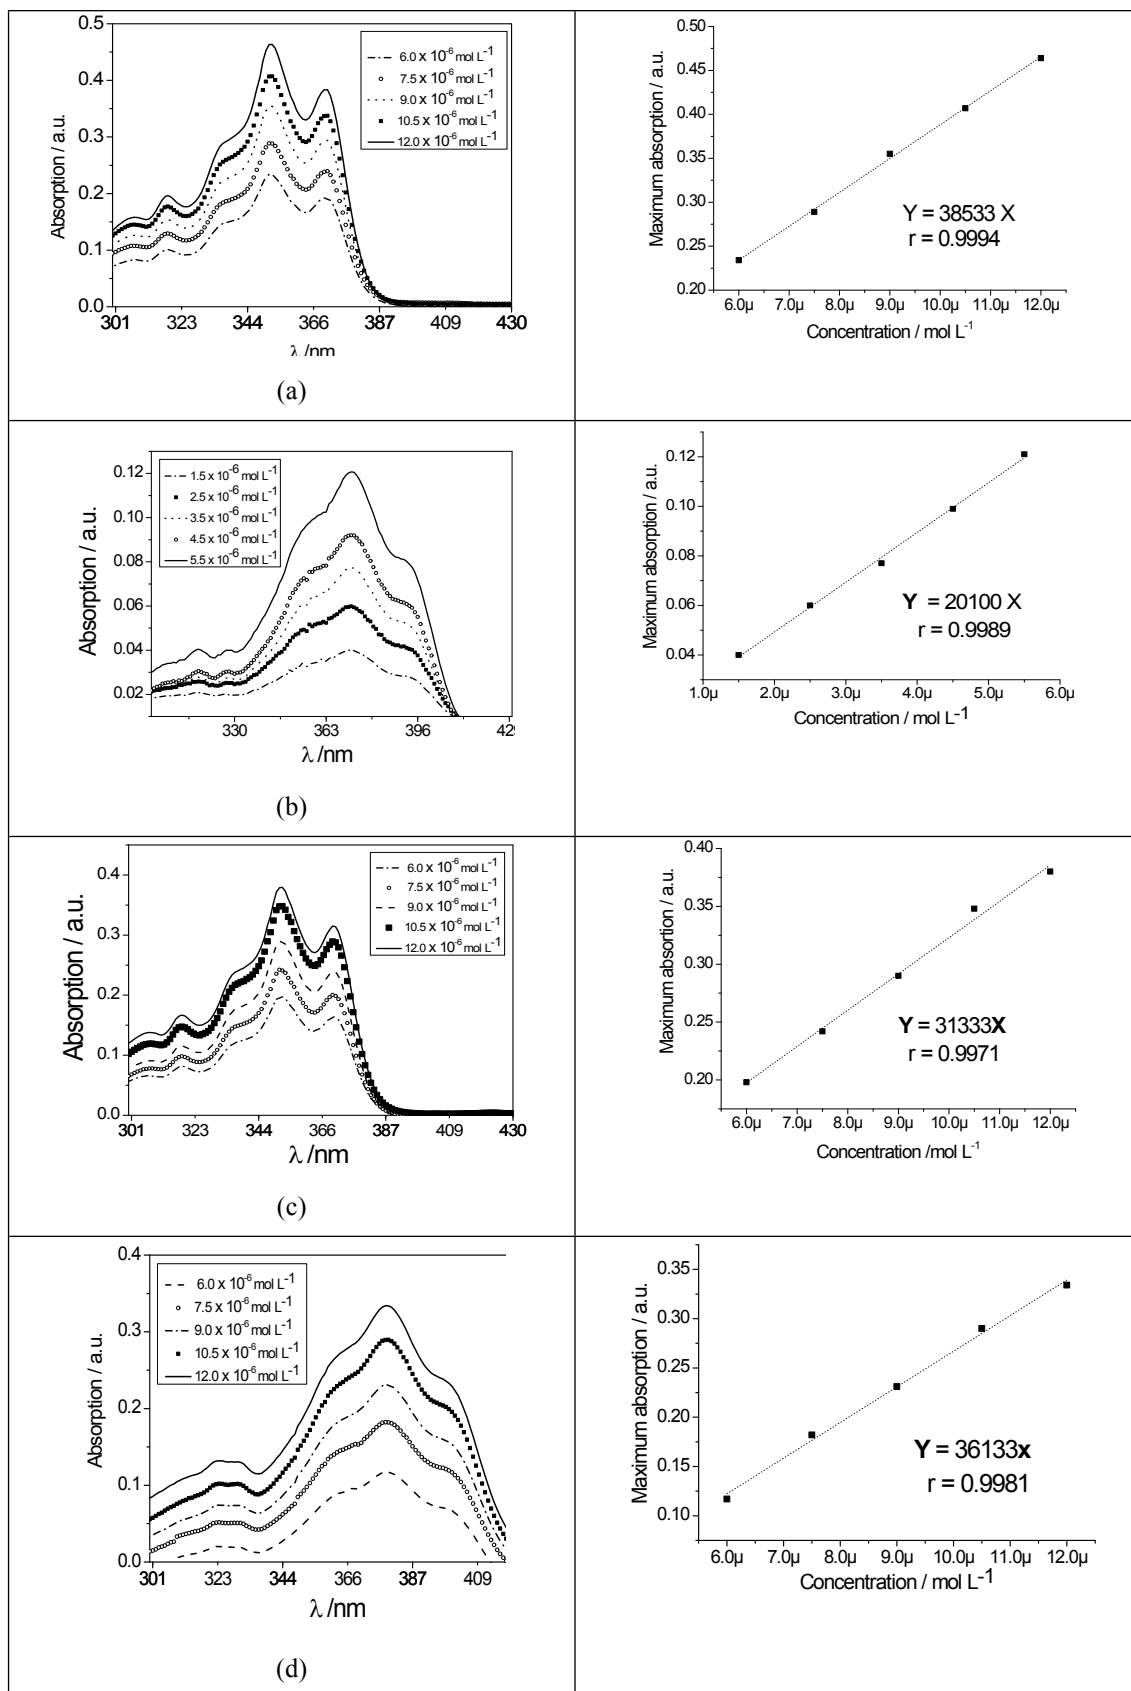 0.5
0.4
0.3
0.2
0.1
0.0
Absorption / a.u.
6.0 x 10-6 mol L-1
7.5 x 10-6 mol L-1
9.0 x 10-6 mol L-1
10.5 x 10-6 mol L-1
12.0 x 10-6 mol L-1
301 323 344 366 387 409 430
λ /nm
(a)
0.50
0.45
0.40
0.35
0.30
0.25
0.20
Maximum absorption / a.u.
Y = 38533 X
r = 0.9994
6.0µ 7.0µ 8.0µ 9.0µ 10.0µ 11.0µ 12.0µ
Concentration / mol L-1
0.12
0.10
0.08
0.06
0.04
0.02
Absorption / a.u.
1.5 x 10-6 mol L-1
2.5 x 10-6 mol L-1
3.5 x 10-6 mol L-1
4.5 x 10-6 mol L-1
5.5 x 10-6 mol L-1
330 363 396 429
λ /nm
(b)
0.12
0.10
0.08
0.06
0.04
Maximum absorption / a.u.
Y = 20100 X
r = 0.9989
1.0µ 2.0µ 3.0µ 4.0µ 5.0µ 6.0µ
Concentration / mol L-1
0.4
0.3
0.2
0.1
0.0
Absorption / a.u.
6.0 x 10-6 mol L-1
7.5 x 10-6 mol L-1
9.0 x 10-6 mol L-1
10.5 x 10-6 mol L-1
12.0 x 10-6 mol L-1
301 323 344 366 387 409 430
λ /nm
(c)
0.40
0.35
0.30
0.25
0.20
Maximum absortion / a.u.
Y = 31333X
r = 0.9971
6.0µ 7.0µ 8.0µ 9.0µ 10.0µ 11.0µ 12.0µ
Concentration /mol L-1
0.4
0.3
0.2
0.1
0.0
Absorption / a.u.
6.0 x 10-6 mol L-1
7.5 x 10-6 mol L-1
9.0 x 10-6 mol L-1
10.5 x 10-6 mol L-1
12.0 x 10-6 mol L-1
301 323 344 366 387 409
λ /nm
(d)
0.35
0.30
0.25
0.20
0.15
0.10
Maximum absorption / a.u.
Y = 36133x
r = 0.9981
6.0µ 7.0µ 8.0µ 9.0µ 10.0µ 11.0µ 12.0µ
Concentration / mol L-1